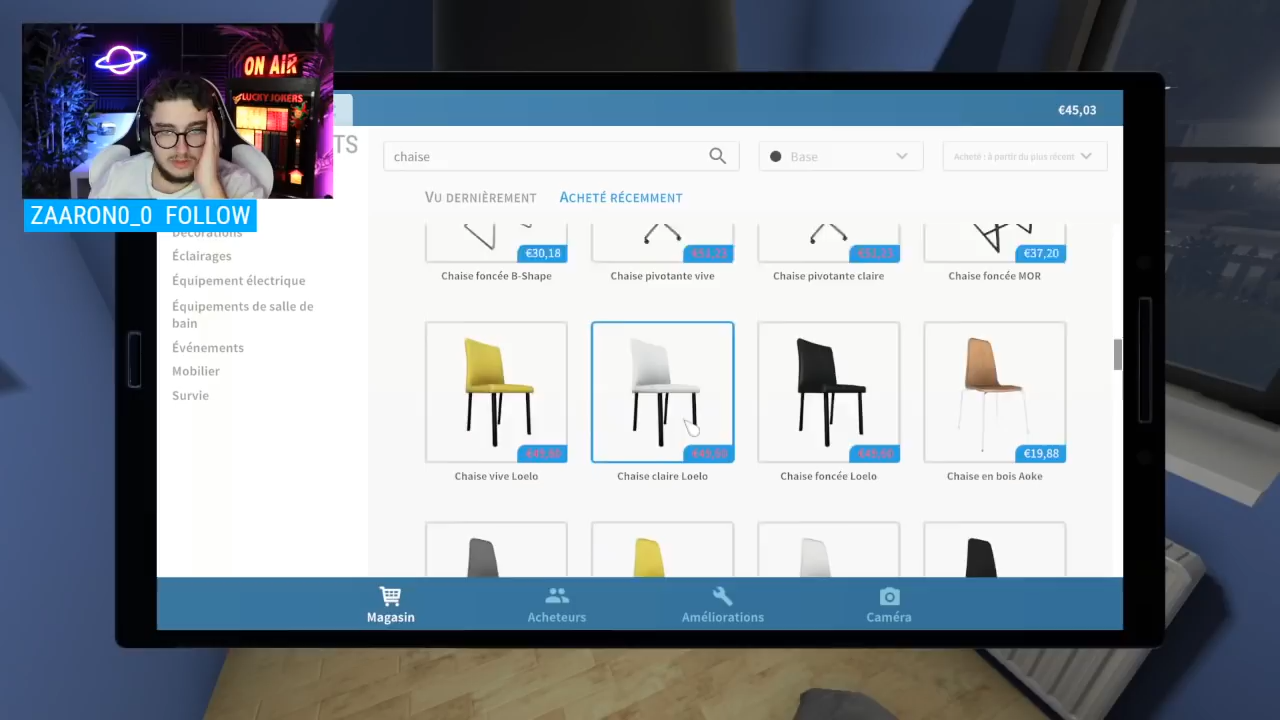 ON AIR
LUCKY JOKERS
ZAARON0_0 FOLLOW
TS
€45,03
chaise
Base
Acheté : à partir du plus récent
VU DERNIÈREMENT
ACHETÉ RÉCEMMENT
Décorations
Éclairages
Équipement électrique
Équipements de salle de
bain
Événements
Mobilier
Survie
€30,18
€52,23
€52,23
€37,20
Chaise foncée B-Shape
Chaise pivotante vive
Chaise pivotante claire
Chaise foncée MOR
€49,60
€49,60
€49,60
€19,88
Chaise vive Loelo
Chaise claire Loelo
Chaise foncée Loelo
Chaise en bois Aoke
Magasin
Acheteurs
Améliorations
Caméra